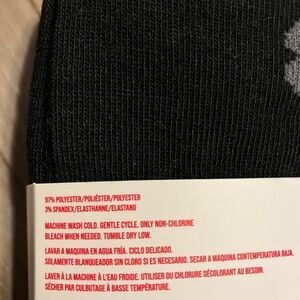 97% POLYESTER/POLIÉSTER/POLYESTER
3% SPANDEX/ELASTHANNE/ELASTANO
MACHINE WASH COLD. GENTLE CYCLE. ONLY NON-CHLORINE
BLEACH WHEN NEEDED. TUMBLE DRY LOW.
LAVAR A MAQUINA EN AGUA FRÍA. CICLO DELICADO.
SOLAMENTE BLANQUEADOR SIN CLORO SI ES NECESARIO. SECAR A MAQUINA CONTEMPERATURA BAJA.
LAVER À LA MACHINE À L'EAU FROIDE. UTILISER DU CHLORURE DÉCOLORANT AU BESOIN.
SÉCHER PAR CULBUTAGE À BASSE TEMPÉRATURE.